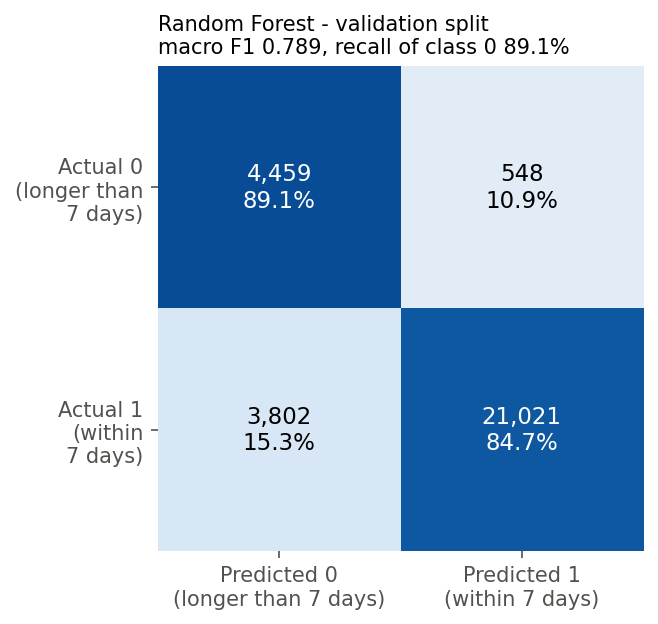 Random Forest - validation split
macro F1 0.789, recall of class 0 89.1%
Actual 0
(longer than
7 days)
4,459
89.1%
548
10.9%
Actual 1
(within
7 days)
3,802
15.3%
21,021
84.7%
Predicted 0
(longer than 7 days)
Predicted 1
(within 7 days)